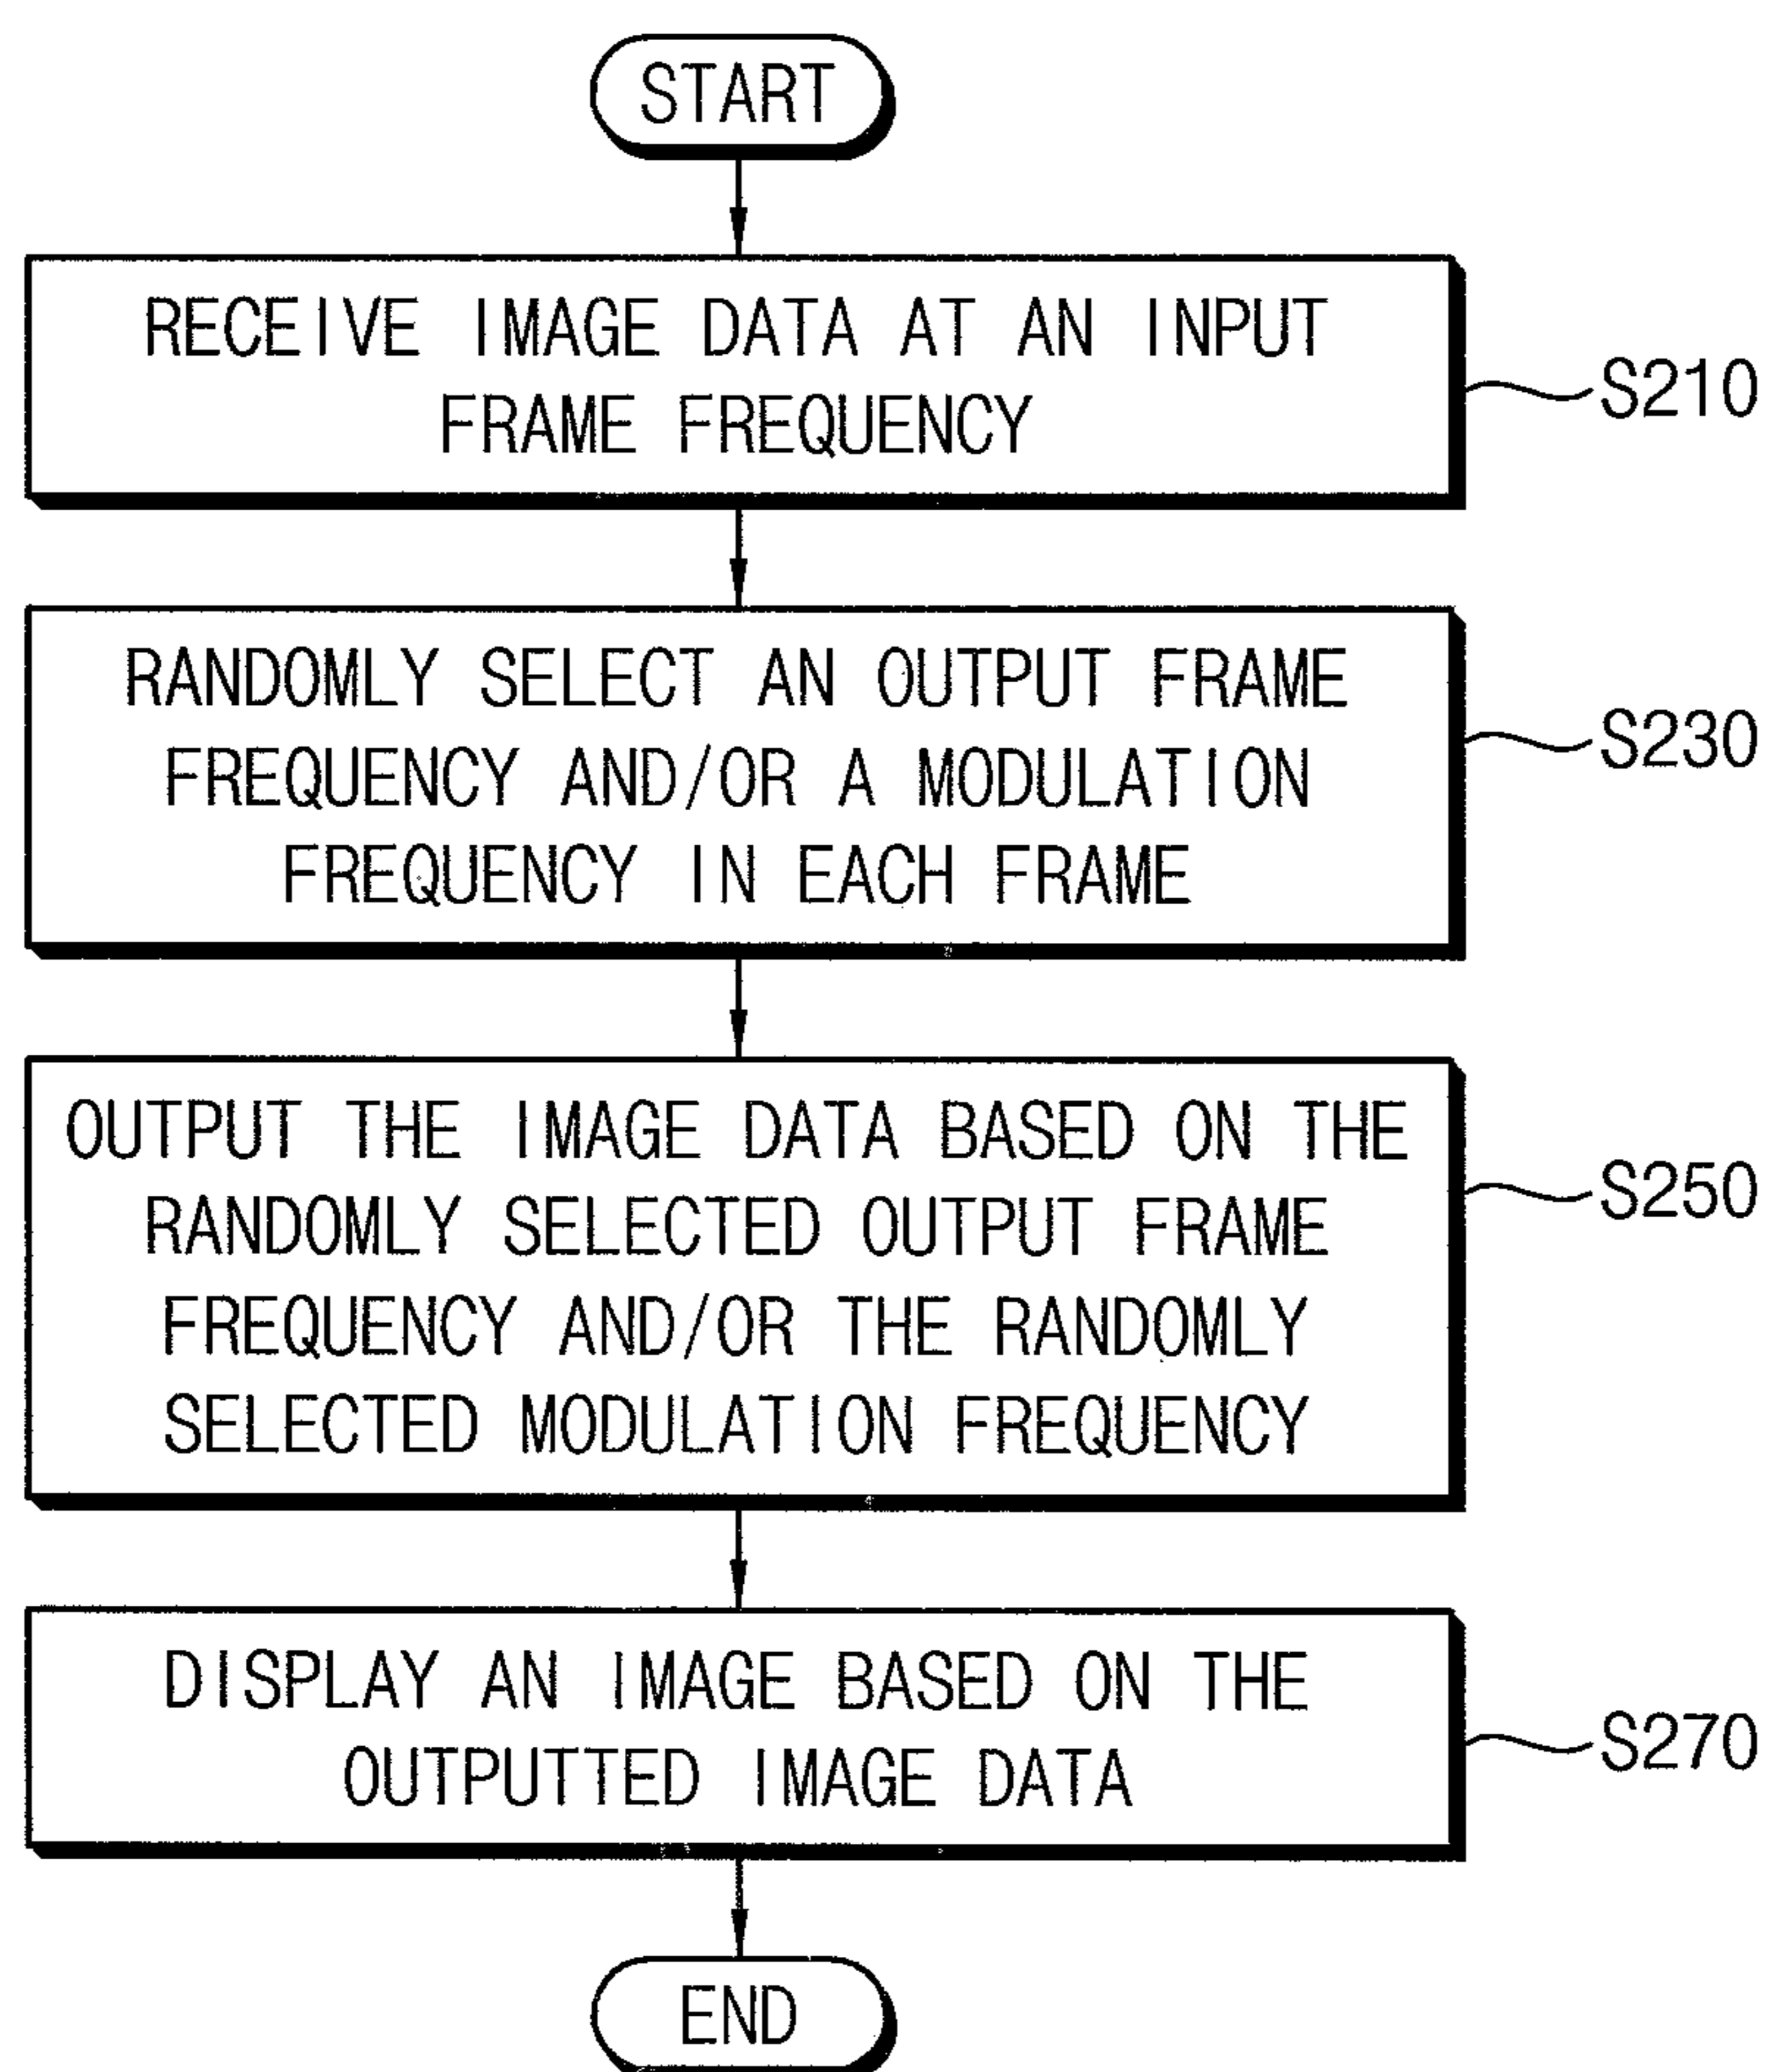 START
RECEIVE IMAGE DATA AT AN INPUT
FRAME FREQUENCY
S210
RANDOMLY SELECT AN OUTPUT FRAME
FREQUENCY AND/OR A MODULATION
FREQUENCY IN EACH FRAME
S230
OUTPUT THE IMAGE DATA BASED ON THE
RANDOMLY SELECTED OUTPUT FRAME
FREQUENCY AND/OR THE RANDOMLY
SELECTED MODULATION FREQUENCY
S250
DISPLAY AN IMAGE BASED ON THE
OUTPUTTED IMAGE DATA
S270
END